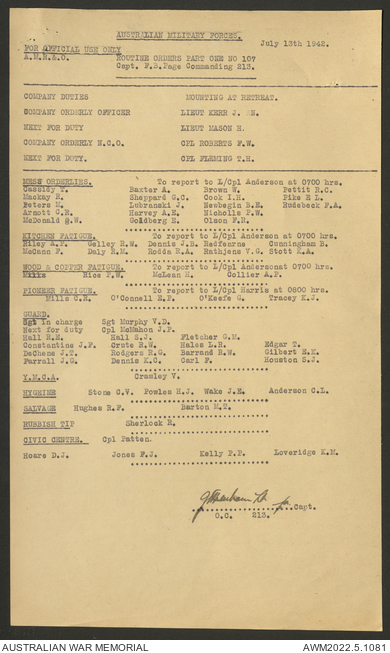 AUSTRALIAN MILITARY FORCES.
FOR OFFICIAL USE ONLY July 13th 1942.
A.M.R.&.O. ROUTINE ORDERS PART ONE NO 107
Capt. F.B.Page Commanding 213.
COMPANY DUTIES MOUNTING AT RETREAT.
COMPANY ORDERLY OFFICER LIEUT KERR J.
NEXT FOR DUTY LIEUT MASON H.
COMPANY ORDERLY N.C.O. CPL ROBERTS F.W.
NEXT FOR DUTY. CPL FLEMING T.H.
MESS ORDERLIES. To report to L/Cpl Anderson at 0700 hrs.
Cassidy T. Baxter A. Brown W. Pettit R.C.
Mackay R. Sheppard G.C. Cook I.H. Pike E L.
Peters M. Lubranski J. Newbegin B.E. Hudebeck F.A.
Arnott C.R. Harvey A.E. Nicholls P.W.
McDonald @.W. Goldberg E. Olson F.R.
KITCHEN FATIGUE. To report to L/Cpl Anderson at 0700 hrs.
Riley A.P. Gelley R.W. Dennis J.B. Redfearne Cunningham B.
McCann F. Daly E.M. Rodda R.A. Rathjens V.G. Stott K.A.
WOOD & COPPER FATIGUE. To report to L/Cpl Andersonat 0700 hrs.
Milks Rice P.W. McLean H. Collier A.P.
PIONEER FATIGUE. To report to L/Cpl Harris at 0800 hrs.
Mills C.H. O'Connell E.P. O'Keefe G. Tracey K.J.
GUARD.
Sgt in charge Sgt Murphy V.D.
Next for duty Cpl McMahon J.P.
Hall R.E. Hall S.J. Fletcher G.M.
Constantine J.F. Crute R.W. Hales L.R. Edgar T.
DeChene J.T. Rodgers R.G. Barrand R.W. Gilbert E.K.
Farrall J.G. Dennis K.C. Carl F. Houston S.J.
Y.M.C.A. Crawley V.
HYGEINE Stone C.V. Fowles H.J. Wake J.E. Anderson C.L.
SALVAGE Hughes R.F. Barton M.T.
RUBBISH TIP Sherlock R.
CIVIC CENTRE. Cpl Patten.
Hoare D.J. Jones F.J. Kelly P.P. Loveridge K.M.
Capt.
O.C. 213.
AUSTRALIAN WAR MEMORIAL AWM2022.5.1081